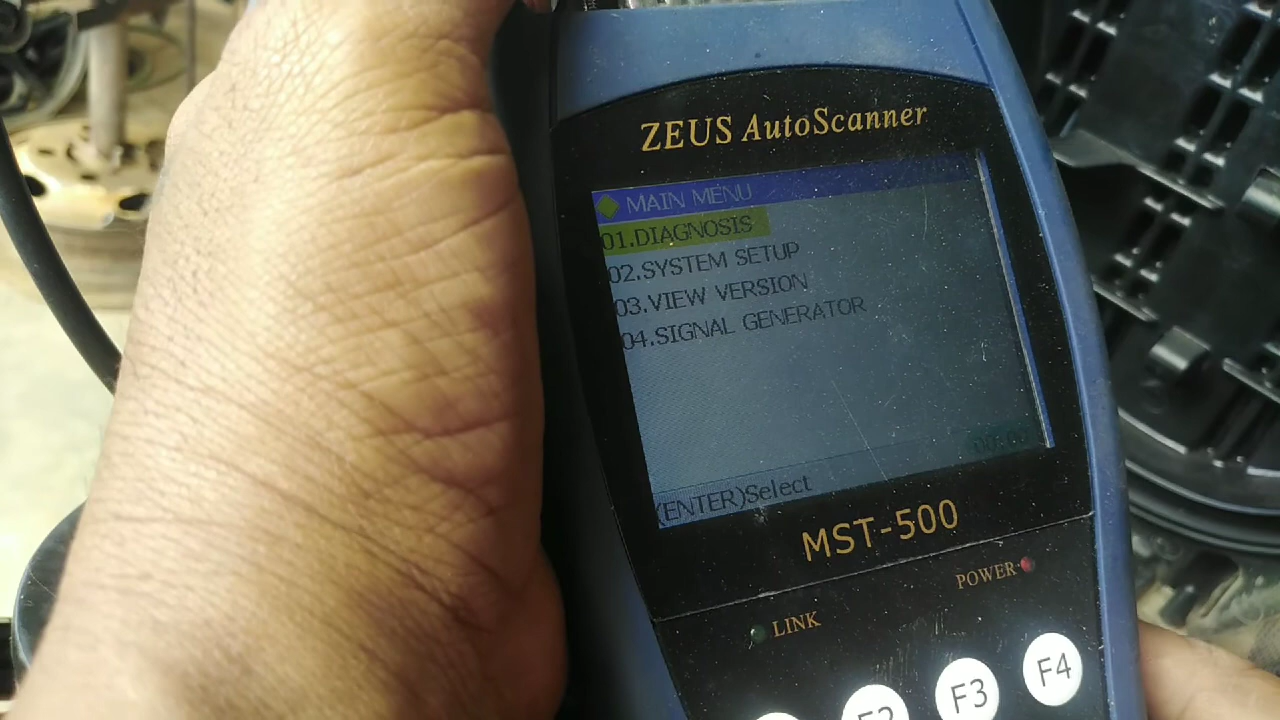 ZEUS AutoScanner
MAIN MENU
01.DIAGNOSIS
02.SYSTEM SETUP
03.VIEW VERSION
04.SIGNAL GENERATOR
(ENTER)Select
MST-500
POWER
LINK
F2
F3
F4